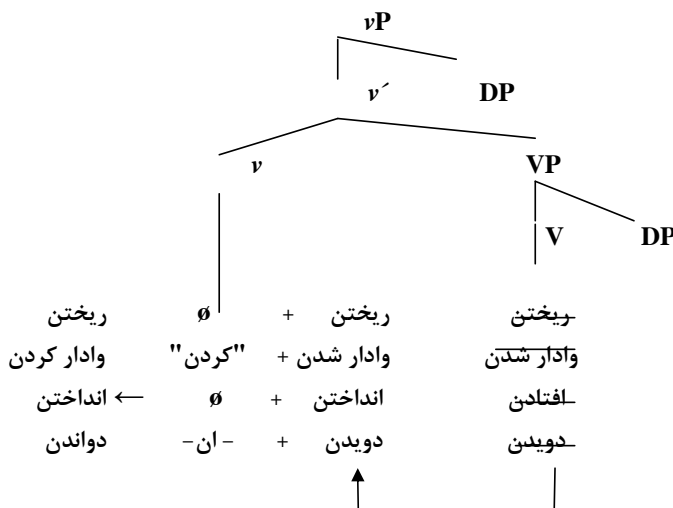 vP
v´ DP
v VP
V DP
ریختن ریختن + ø ریختن
وادار شدن وادار شدن + "کردن" وادار کردن
افتادن انداختن + ø ← انداختن
دویدن دویدن + -ان- دواندن